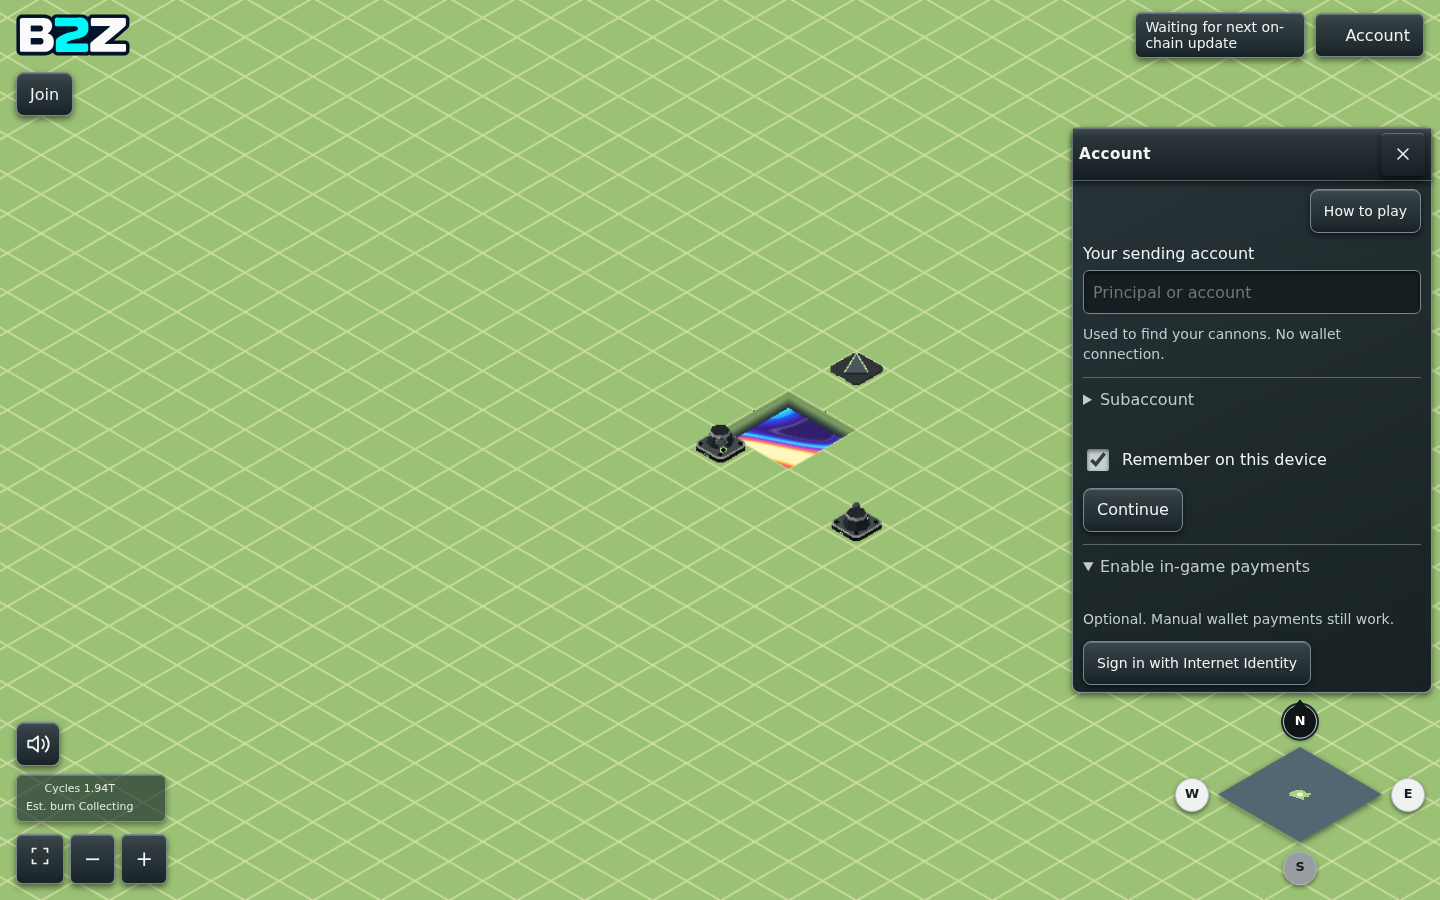 B2Z
Waiting for next on-
chain update
Account
Join
Account
How to play
Your sending account
Principal or account
Used to find your cannons. No wallet
connection.
Subaccount
Remember on this device
Continue
Enable in-game payments
Optional. Manual wallet payments still work.
Sign in with Internet Identity
N
W
E
S
Cycles 1.94T
Est. burn Collecting